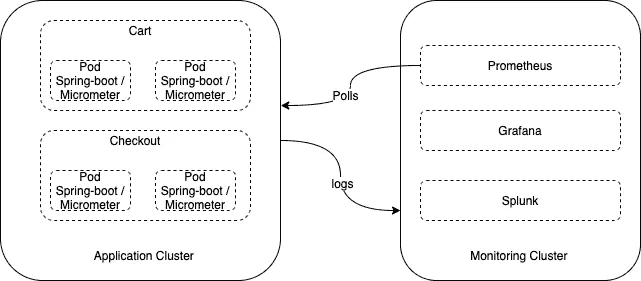 Cart
Pod
Spring-boot /
Micrometer
Pod
Spring-boot /
Micrometer
Checkout
Pod
Spring-boot /
Micrometer
Pod
Spring-boot /
Micrometer
Application Cluster
Polls
logs
Prometheus
Grafana
Splunk
Monitoring Cluster